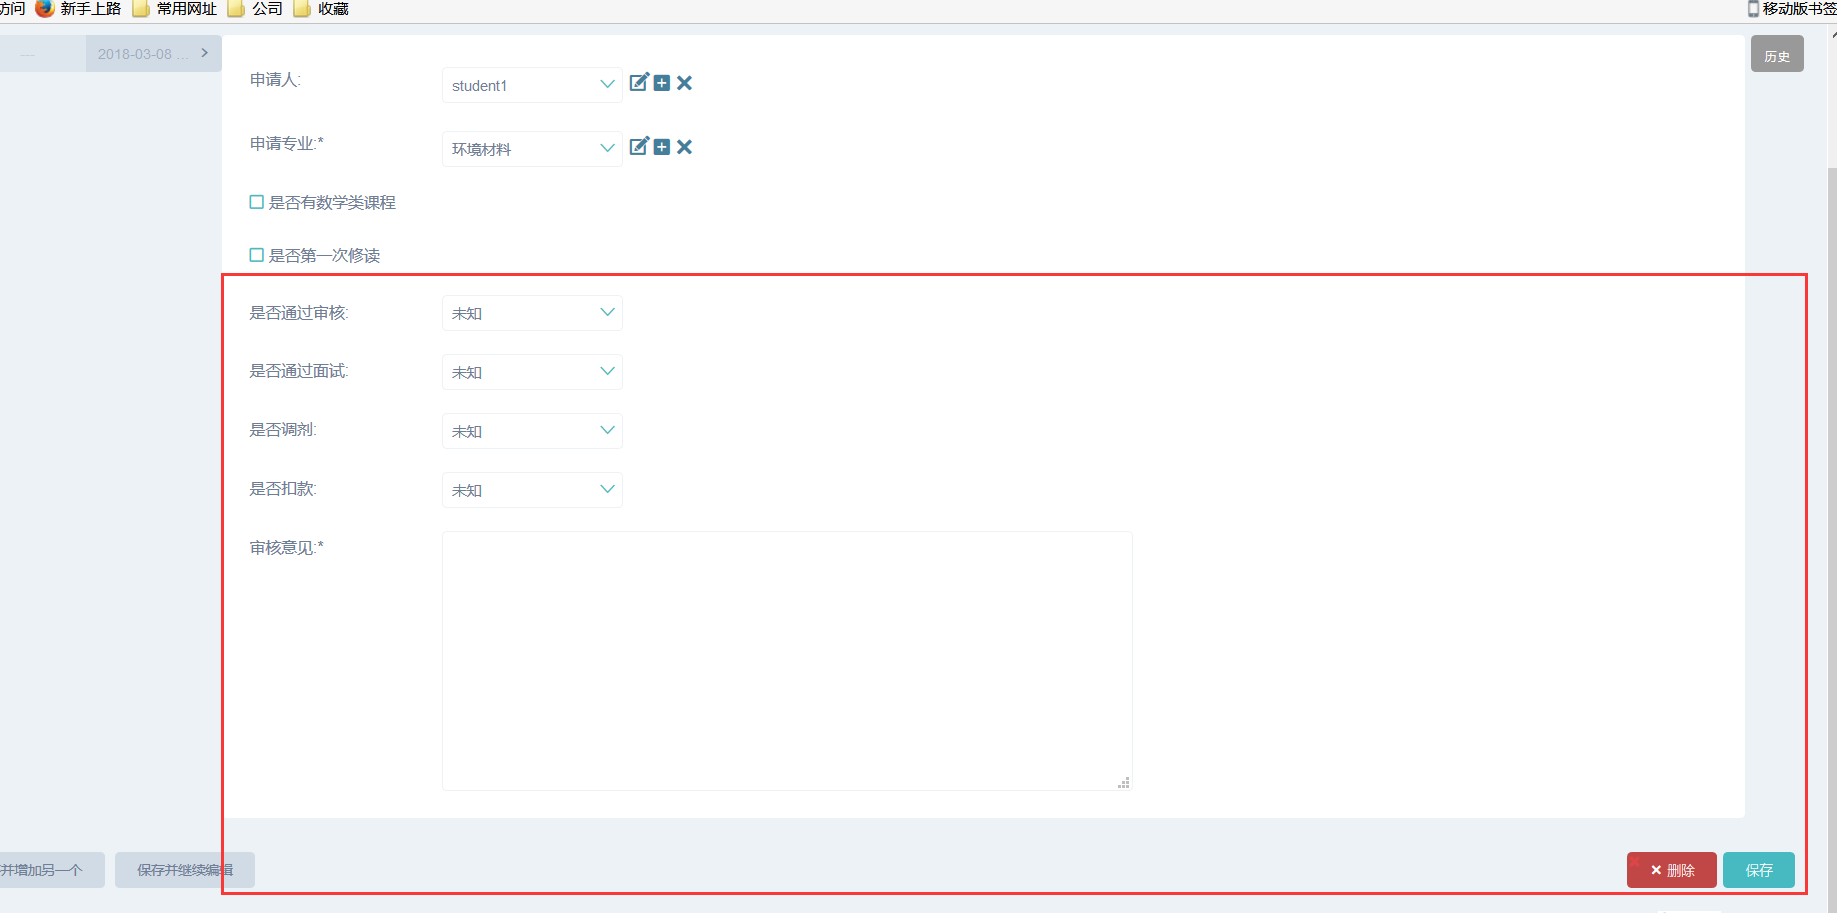 访问 新手上路 常用网址 公司 收藏 移动版书签
2018-03-08 ... 历史
申请人: student1
申请专业:* 环境材料
是否有数学类课程
是否第一次修读
是否通过审核: 未知
是否通过面试: 未知
是否调剂: 未知
是否扣款: 未知
审核意见:*
并增加另一个 保存并继续编辑 删除 保存